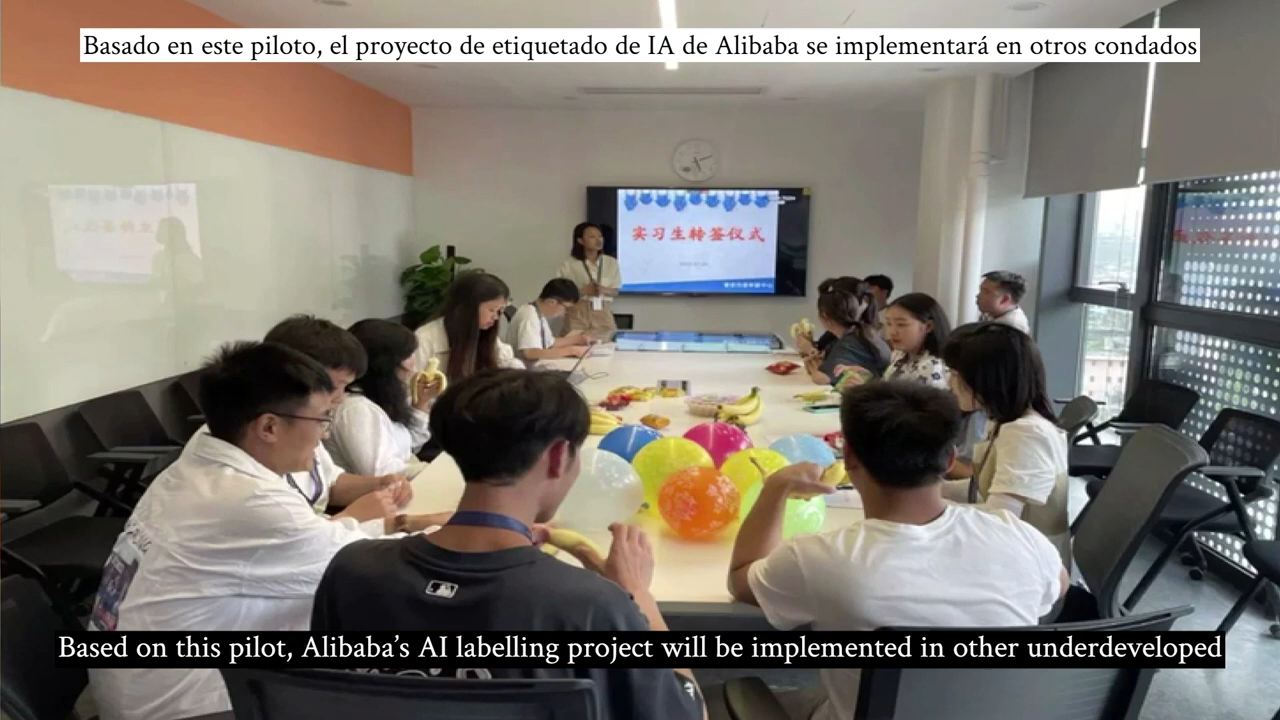 Basado en este piloto, el proyecto de etiquetado de IA de Alibaba se implementará en otros condados
实习生转签仪式
Based on this pilot, Alibaba’s AI labelling project will be implemented in other underdeveloped